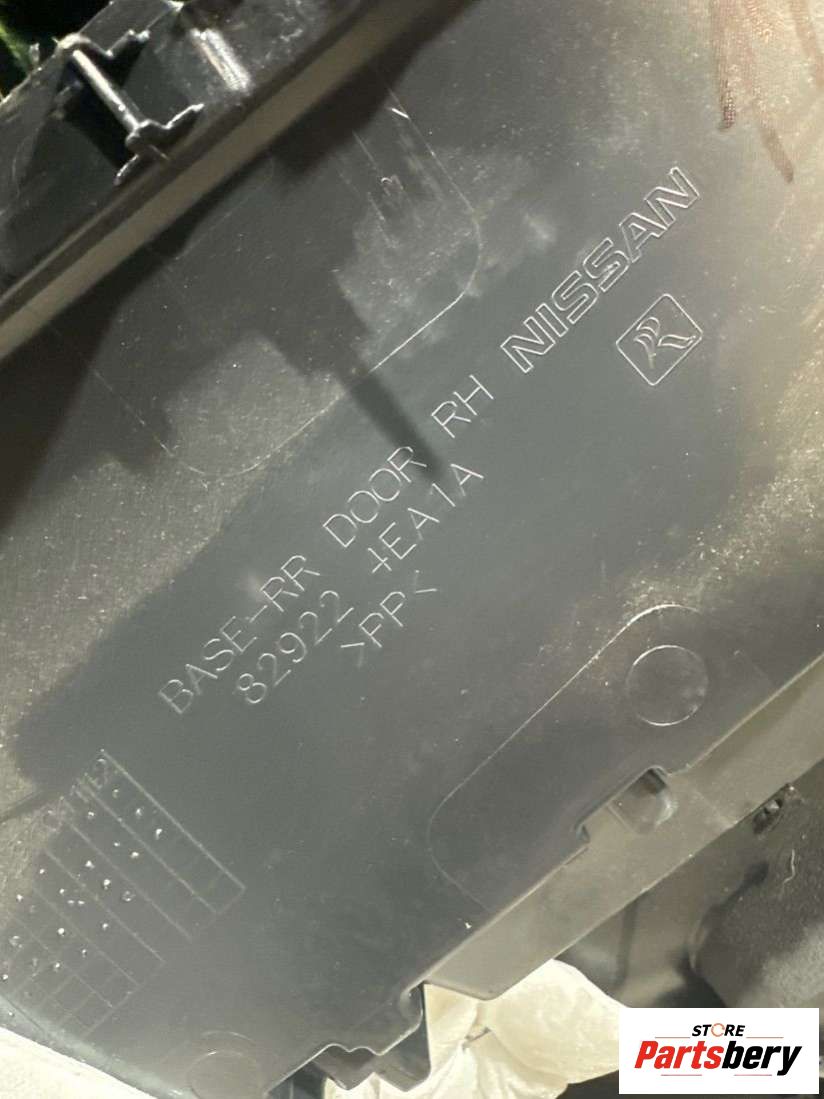 NISSAN
R
BASE-RR DOOR RH
82922 4EA1A
>PP<
STORE
Partsbery